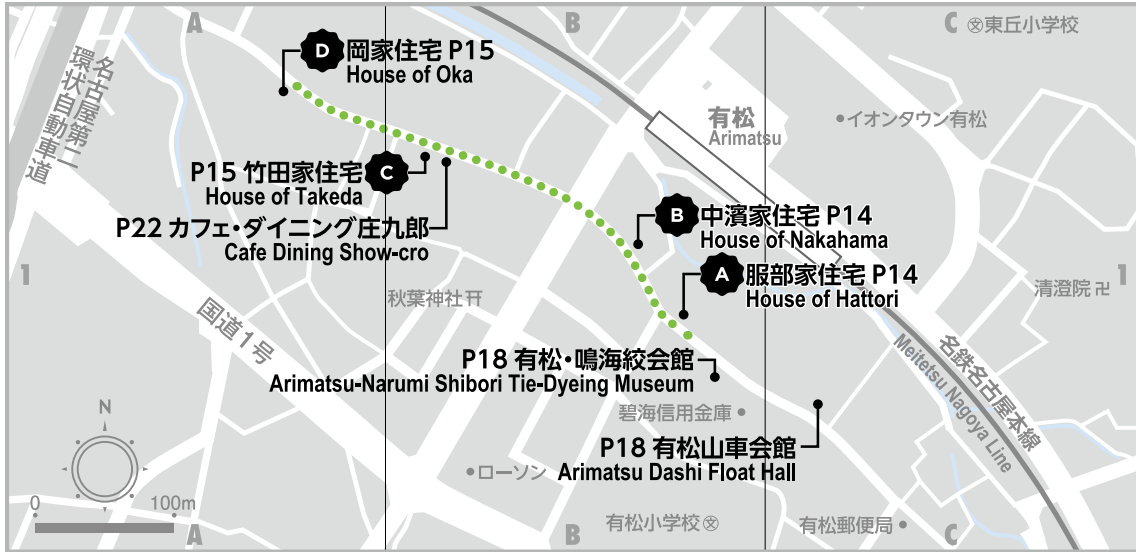 A
B
C
東丘小学校
D
岡家住宅 P15
House of Oka
名古屋第二
環状自動車道
有松
Arimatsu
イオンタウン有松
P15 竹田家住宅
House of Takeda
C
P22 カフェ・ダイニング庄九郎
Cafe Dining Show-cro
B
中濱家住宅 P14
House of Nakahama
A
服部家住宅 P14
House of Hattori
1
1
清澄院
秋葉神社
国道1号
P18 有松・鳴海絞会館
Arimatsu-Narumi Shibori Tie-Dyeing Museum
名鉄名古屋本線
Meitetsu Nagoya Line
碧海信用金庫
P18 有松山車会館
Arimatsu Dashi Float Hall
N
ローソン
0
100m
有松小学校
文
有松郵便局
A
B
C